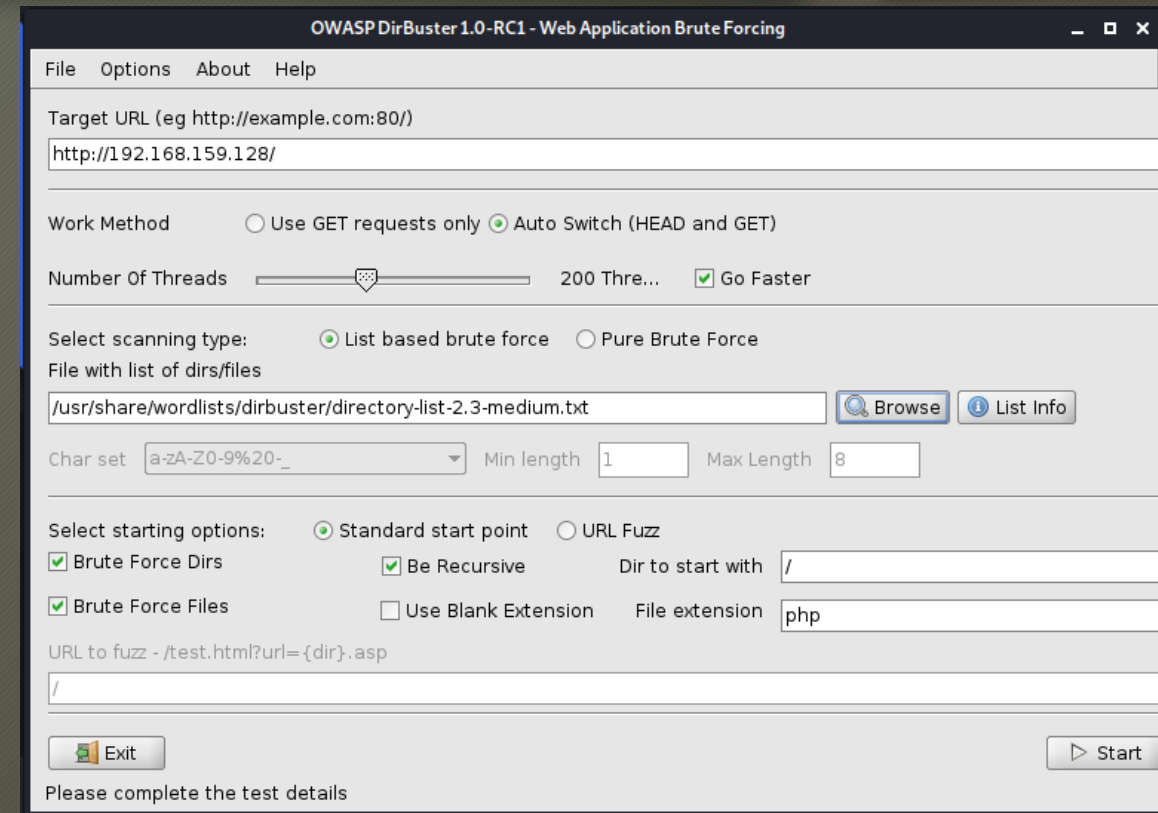 OWASP DirBuster 1.0-RC1 - Web Application Brute Forcing
File Options About Help
Target URL (eg http://example.com:80/)
http://192.168.159.128/
Work Method Use GET requests only Auto Switch (HEAD and GET)
Number Of Threads 200 Thre... Go Faster
Select scanning type: List based brute force Pure Brute Force
File with list of dirs/files
/usr/share/wordlists/dirbuster/directory-list-2.3-medium.txt Browse List Info
Char set a-zA-Z0-9%20-_ Min length 1 Max Length 8
Select starting options: Standard start point URL Fuzz
Brute Force Dirs Be Recursive Dir to start with /
Brute Force Files Use Blank Extension File extension php
URL to fuzz - /test.html?url={dir}.asp
/
Exit Start
Please complete the test details